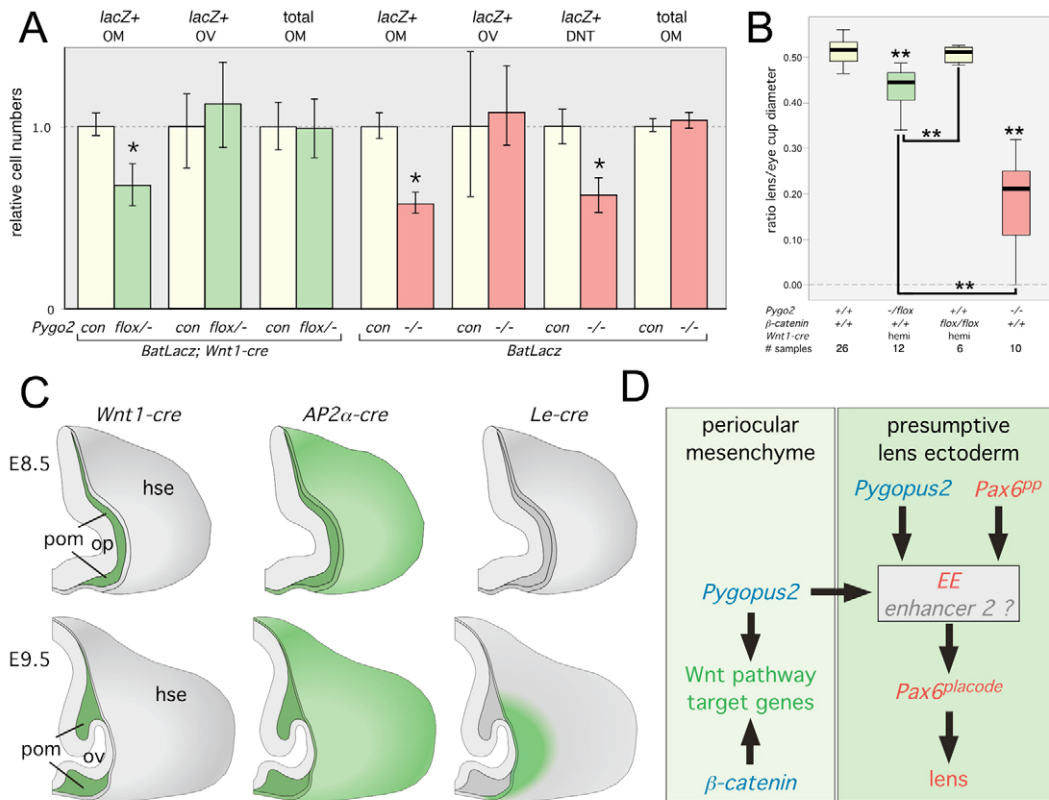 A
lacZ+ lacZ+ total lacZ+ lacZ+ lacZ+ total
OM OV OM OM OV DNT OM
relative cell numbers
1.0
0
* * *
Pygo2 con flox/- con flox/- con flox/- con -/- con -/- con -/- con -/-
BatLacz; Wnt1-cre BatLacz
B
ratio lens/eye cup diameter
0.50
0.40
0.30
0.20
0.10
0.00
** ** ** **
Pygo2 +/+ -/flox +/+ -/-
β-catenin +/+ +/+ flox/flox +/+
Wnt1-cre hemi hemi
# samples 26 12 6 10
C
Wnt1-cre AP2α-cre Le-cre
E8.5
hse
pom op
E9.5
hse
pom ov
D
periocular
mesenchyme
Pygopus2
Wnt pathway
target genes
β-catenin
presumptive
lens ectoderm
Pygopus2 Pax6pp
EE
enhancer 2 ?
Pax6placode
lens